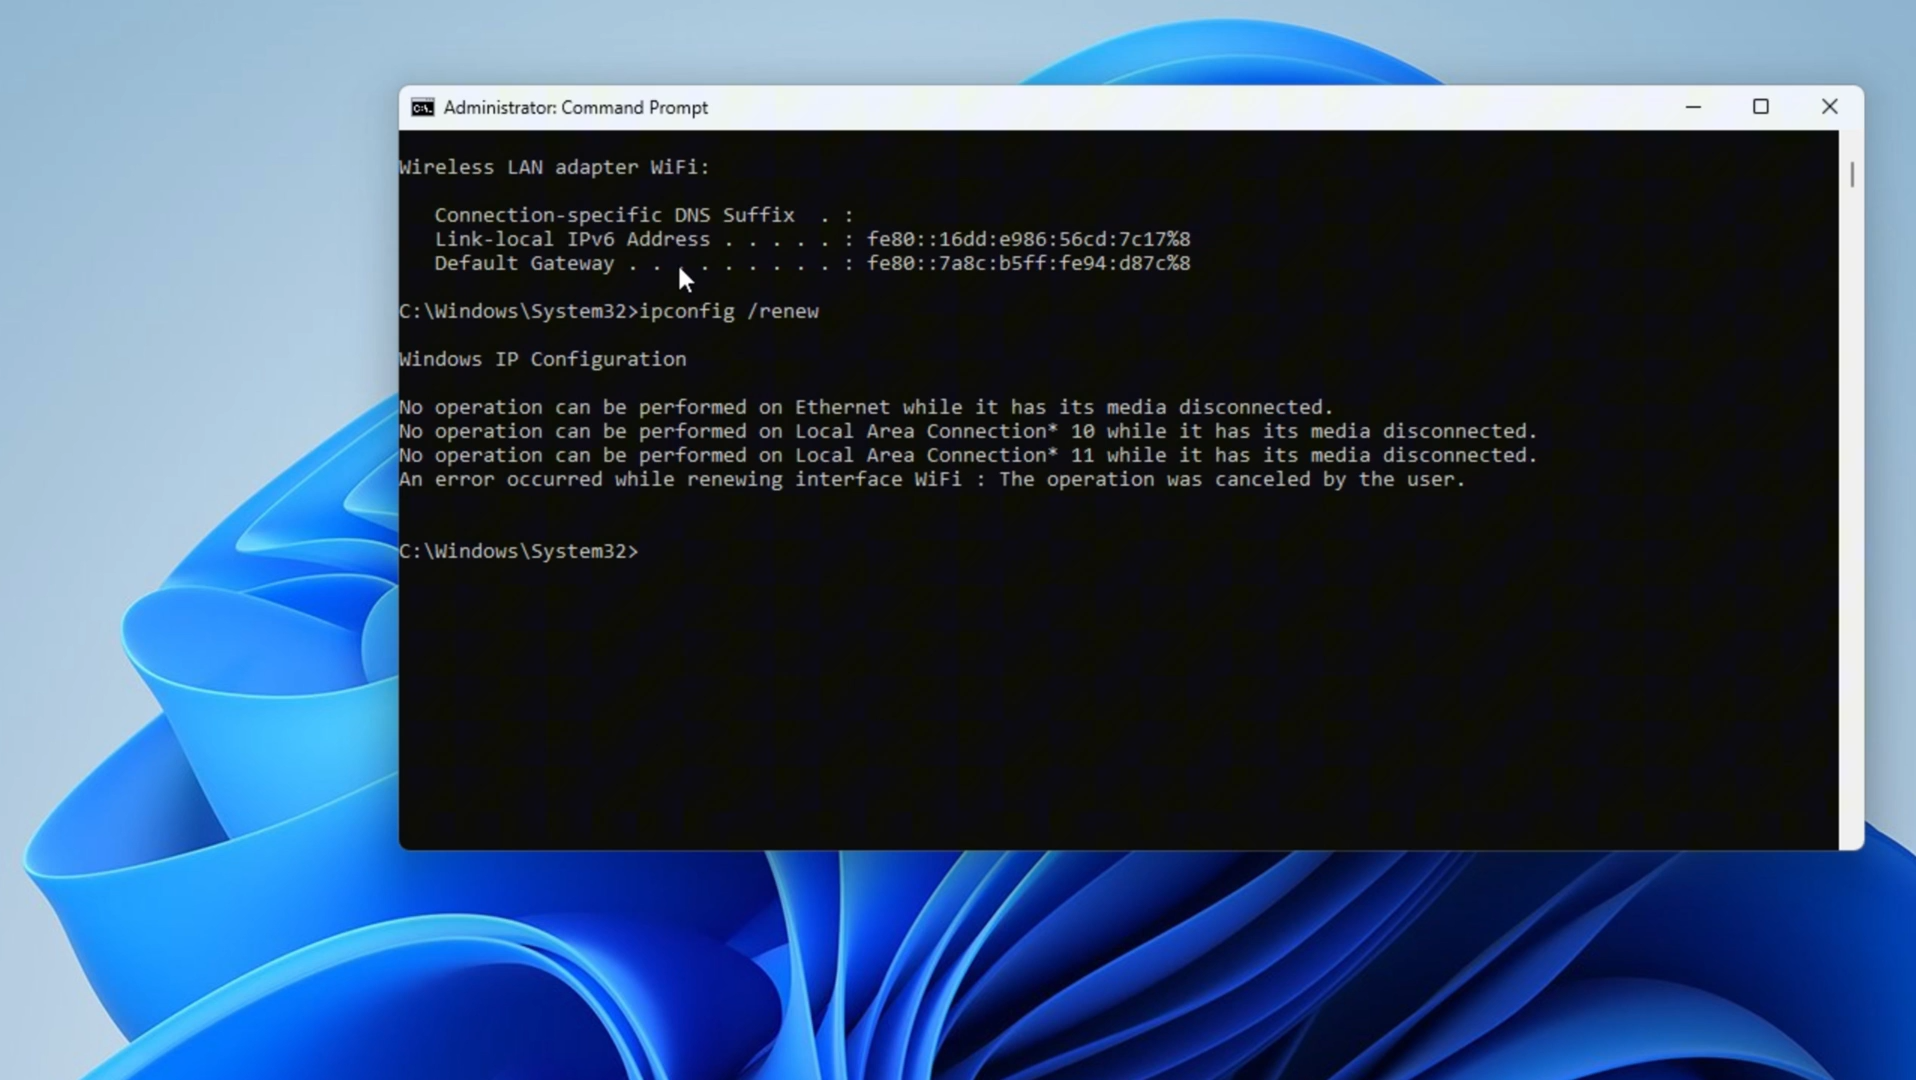 Administrator: Command Prompt
Wireless LAN adapter WiFi:
Connection-specific DNS Suffix . :
Link-local IPv6 Address . . . . . : fe80::16dd:e986:56cd:7c17%8
Default Gateway . . . . . . . . . : fe80::7a8c:b5ff:fe94:d87c%8
C:\Windows\System32>ipconfig /renew
Windows IP Configuration
No operation can be performed on Ethernet while it has its media disconnected.
No operation can be performed on Local Area Connection* 10 while it has its media disconnected.
No operation can be performed on Local Area Connection* 11 while it has its media disconnected.
An error occurred while renewing interface WiFi : The operation was canceled by the user.
C:\Windows\System32>